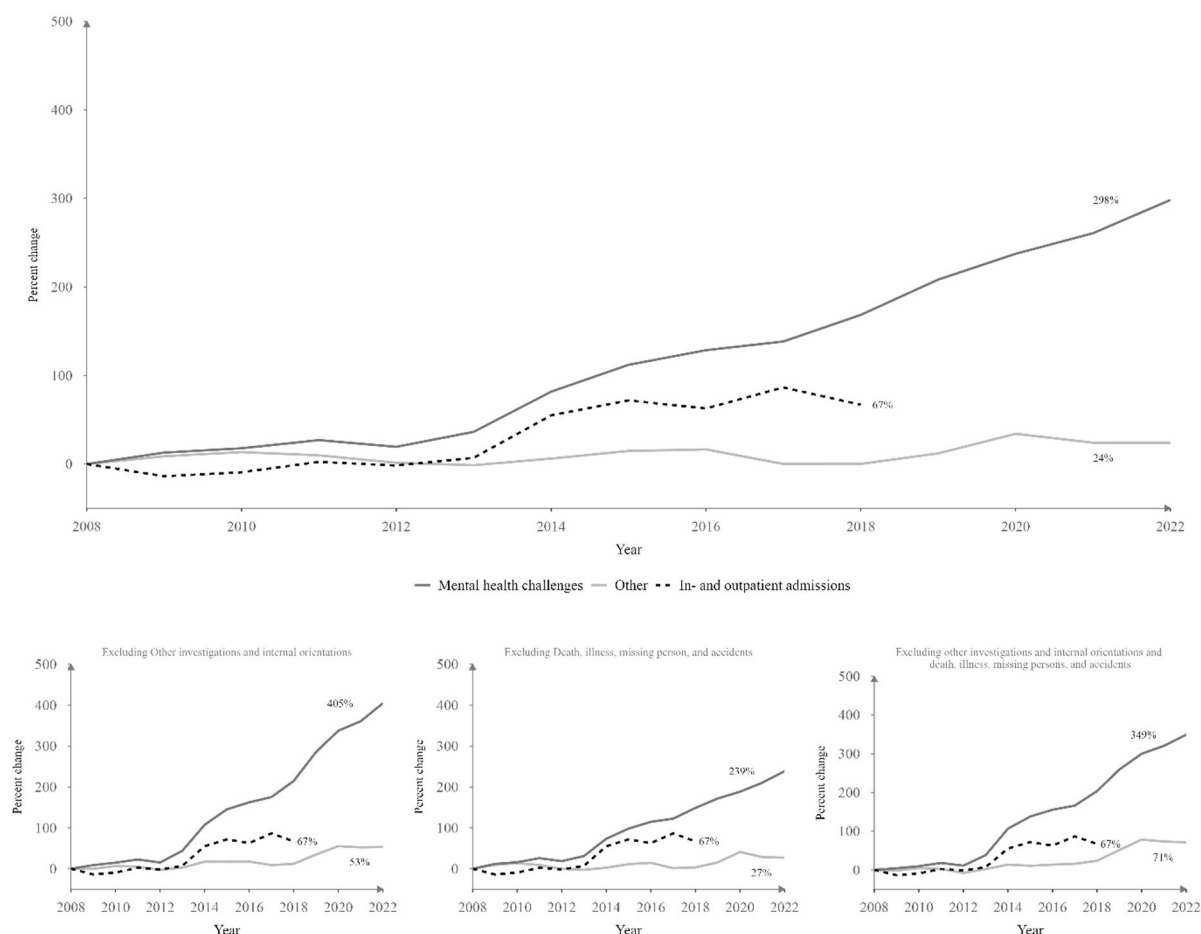 500
400
300
200
100
0
Percent change
298%
67%
24%
2008 2010 2012 2014 2016 2018 2020 2022
Year
Mental health challenges Other In- and outpatient admissions
Excluding Other investigations and internal orientations
500
400
300
200
100
0
Percent change
405%
67%
53%
2008 2010 2012 2014 2016 2018 2020 2022
Year
Excluding Death, illness, missing person, and accidents
500
400
300
200
100
0
Percent change
239%
67%
27%
2008 2010 2012 2014 2016 2018 2020 2022
Year
Excluding other investigations and internal orientations and
death, illness, missing persons, and accidents
500
400
300
200
100
0
Percent change
349%
67%
71%
2008 2010 2012 2014 2016 2018 2020 2022
Year